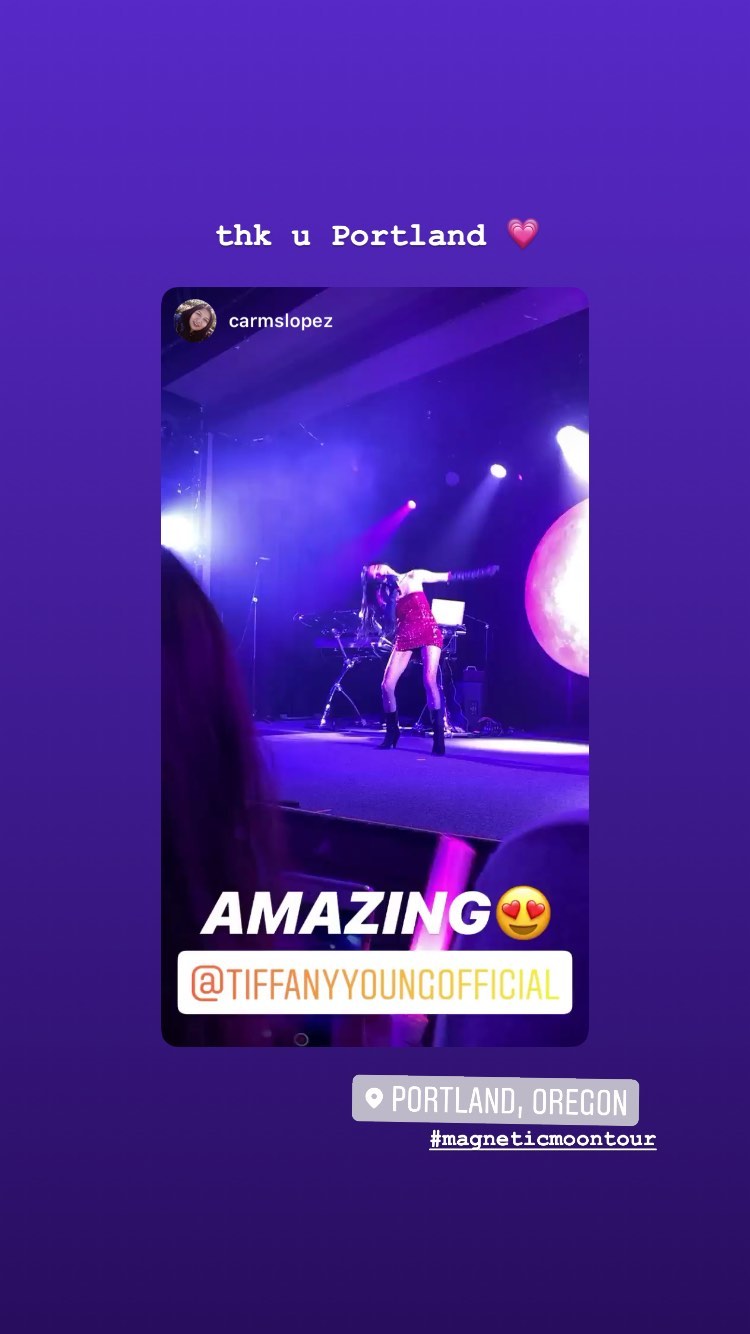 thk u Portland 💗
carmslopez
AMAZING😍
@TIFFANYYOUNGOFFICIAL
PORTLAND, OREGON
#magneticmoontour